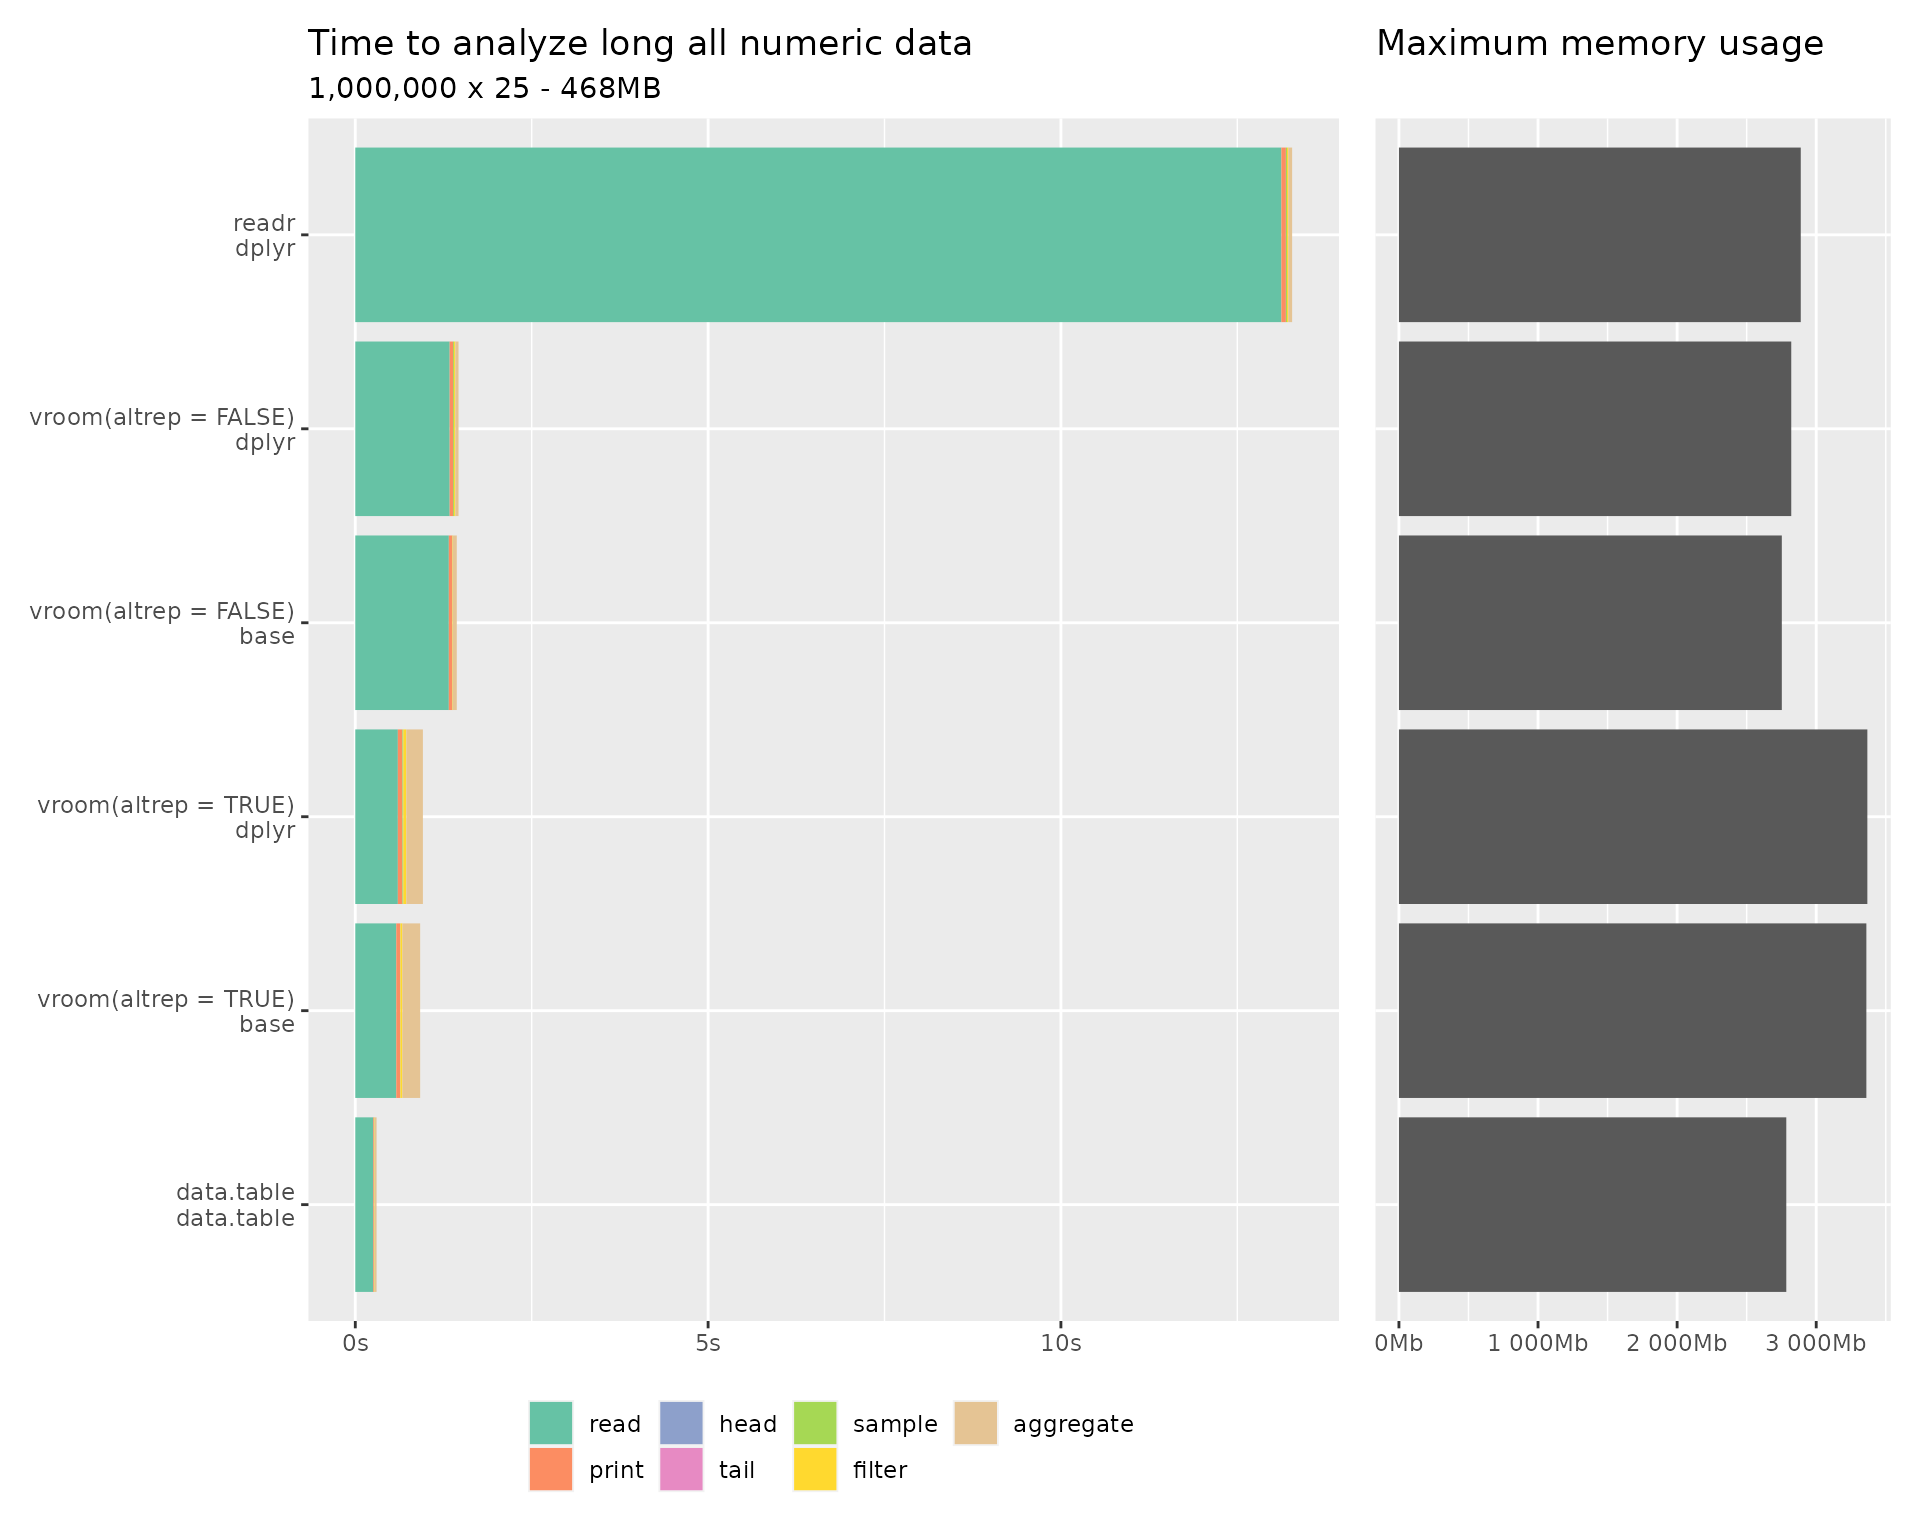 Time to analyze long all numeric data
1,000,000 x 25 - 468MB
Maximum memory usage
readr
dplyr
vroom(altrep = FALSE)
dplyr
vroom(altrep = FALSE)
base
vroom(altrep = TRUE)
dplyr
vroom(altrep = TRUE)
base
data.table
data.table
0s 5s 10s
0Mb 1 000Mb 2 000Mb 3 000Mb
read head sample aggregate
print tail filter